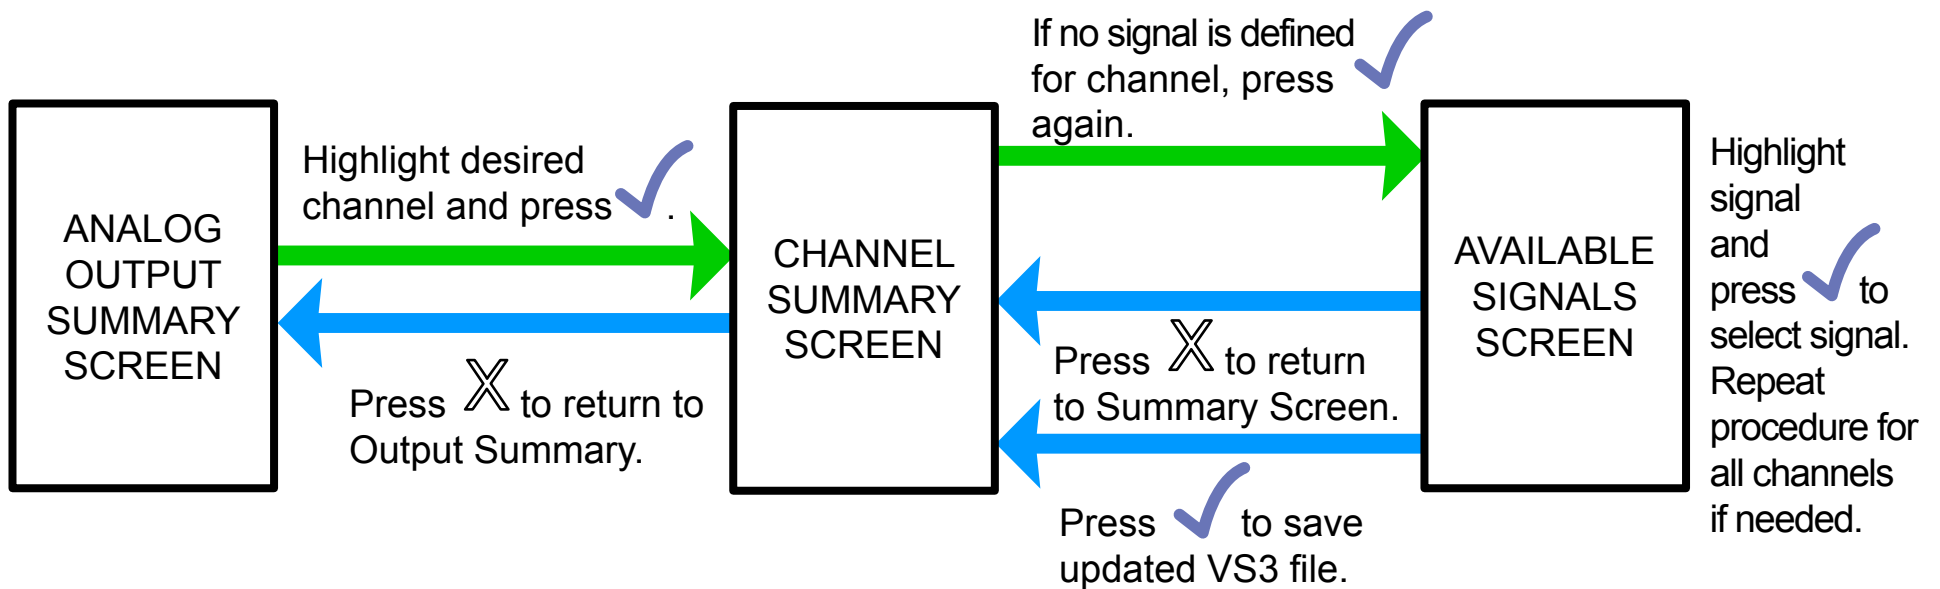 ANALOG
OUTPUT
SUMMARY
SCREEN
Highlight desired
channel and press ✓ .
Press X to return to
Output Summary.
CHANNEL
SUMMARY
SCREEN
If no signal is defined
for channel, press ✓
again.
Press X to return
to Summary Screen.
Press ✓ to save
updated VS3 file.
AVAILABLE
SIGNALS
SCREEN
Highlight
signal
and
press ✓ to
select signal.
Repeat
procedure for
all channels
if needed.